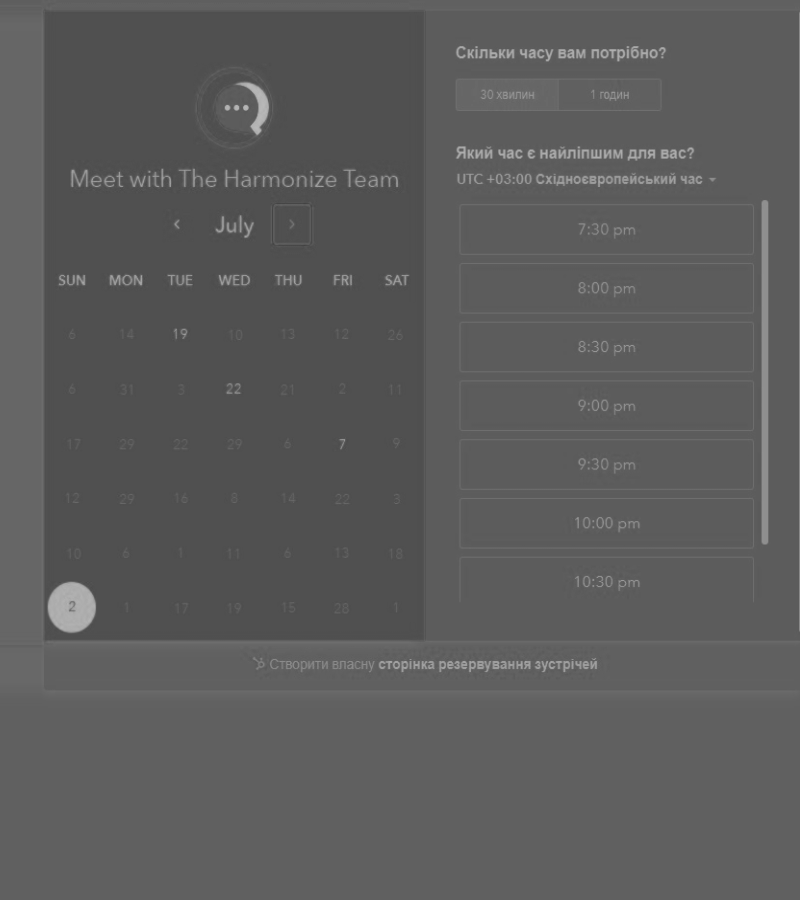 Meet with The Harmonize Team
July
SUN MON TUE WED THU FRI SAT
6 14 19 10 13 12 26
6 31 3 22 21 2 11
17 29 22 29 6 7 9
12 29 16 8 14 22 3
10 6 1 11 6 13 18
2 1 17 19 15 28 1
Скільки часу вам потрібно?
30 хвилин 1 годин
Який час є найліпшим для вас?
UTC +03:00 Східноєвропейський час
7:30 pm
8:00 pm
8:30 pm
9:00 pm
9:30 pm
10:00 pm
10:30 pm
Створити власну сторінка резервування зустрічей